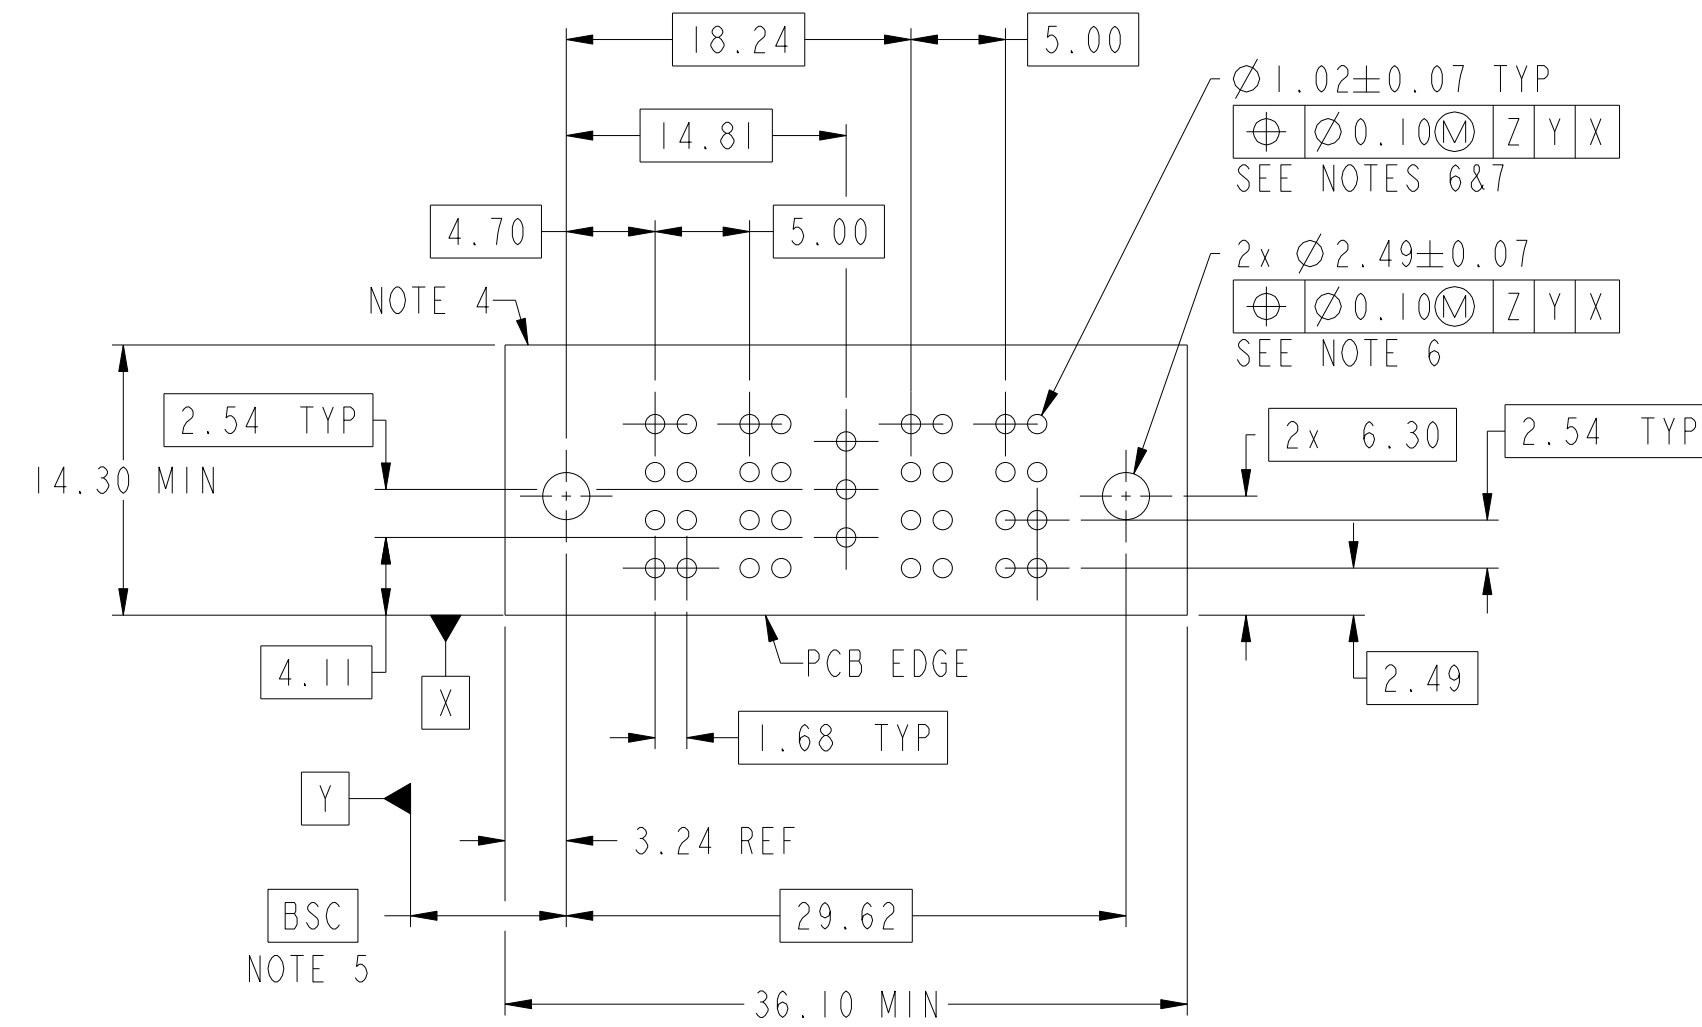 18.24
5.00
Ø1.02±0.07 TYP
⌖ Ø0.10Ⓜ Z Y X
SEE NOTES 6&7
14.81
4.70
5.00
2x Ø2.49±0.07
⌖ Ø0.10Ⓜ Z Y X
SEE NOTE 6
NOTE 4
2.54 TYP
2x 6.30
2.54 TYP
14.30 MIN
4.11
X
PCB EDGE
2.49
1.68 TYP
Y
3.24 REF
BSC
NOTE 5
29.62
36.10 MIN